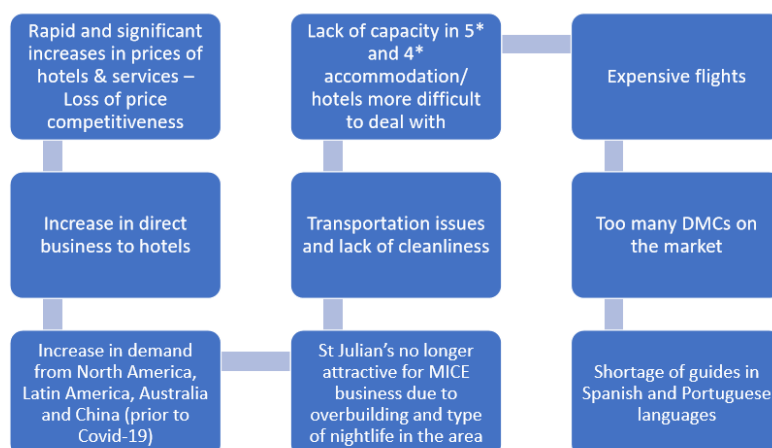 Rapid and significant
increases in prices of
hotels & services –
Loss of price
competitiveness
Increase in direct
business to hotels
Increase in demand
from North America,
Latin America, Australia
and China (prior to
Covid-19)
St Julian’s no longer
attractive for MICE
business due to
overbuilding and type
of nightlife in the area
Transportation issues
and lack of cleanliness
Lack of capacity in 5*
and 4*
accommodation/
hotels more difficult
to deal with
Expensive flights
Too many DMCs on
the market
Shortage of guides in
Spanish and Portuguese
languages